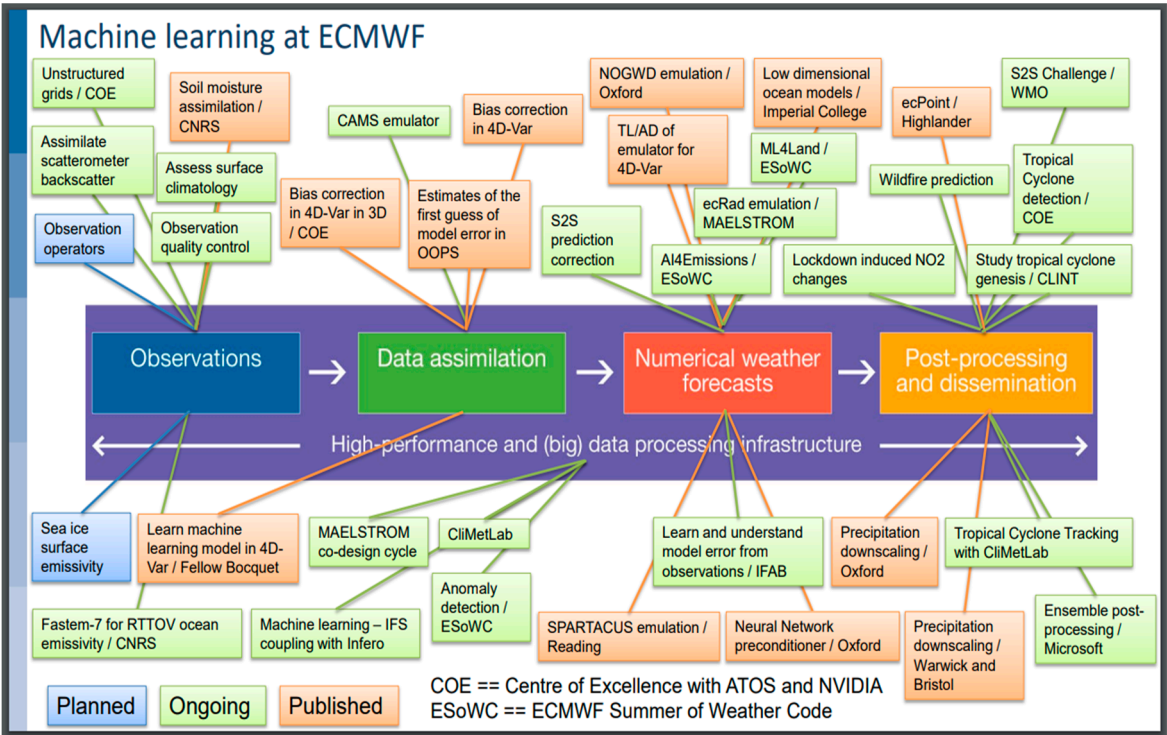 Machine learning at ECMWF
Unstructured
grids / COE
Soil moisture
assimilation /
CNRS
Assimilate
scatterometer
backscatter
Assess surface
climatology
Observation
operators
Observation
quality control
CAMS emulator
Bias correction
in 4D-Var
Bias correction
in 4D-Var in 3D
/ COE
Estimates of the
first guess of
model error in
OOPS
NOGWD emulation /
Oxford
Low dimensional
ocean models /
Imperial College
TL/AD of
emulator for
4D-Var
ML4Land /
ESoWC
ecRad emulation /
MAELSTROM
S2S
prediction
correction
AI4Emissions /
ESoWC
ecPoint /
Highlander
S2S Challenge /
WMO
Wildfire prediction
Tropical
Cyclone
detection /
COE
Lockdown induced NO2
changes
Study tropical cyclone
genesis / CLINT
Observations
Data assimilation
Numerical weather
forecasts
Post-processing
and dissemination
High-performance and (big) data processing infrastructure
Sea ice
surface
emissivity
Learn machine
learning model in 4D-
Var / Fellow Bocquet
MAELSTROM
co-design cycle
CliMetLab
Anomaly
detection /
ESoWC
Fastem-7 for RTTOV ocean
emissivity / CNRS
Machine learning – IFS
coupling with Infero
Learn and understand
model error from
observations / IFAB
SPARTACUS emulation /
Reading
Neural Network
preconditioner / Oxford
Precipitation
downscaling /
Oxford
Tropical Cyclone Tracking
with CliMetLab
Precipitation
downscaling /
Warwick and
Bristol
Ensemble post-
processing /
Microsoft
Planned
Ongoing
Published
COE == Centre of Excellence with ATOS and NVIDIA
ESoWC == ECMWF Summer of Weather Code